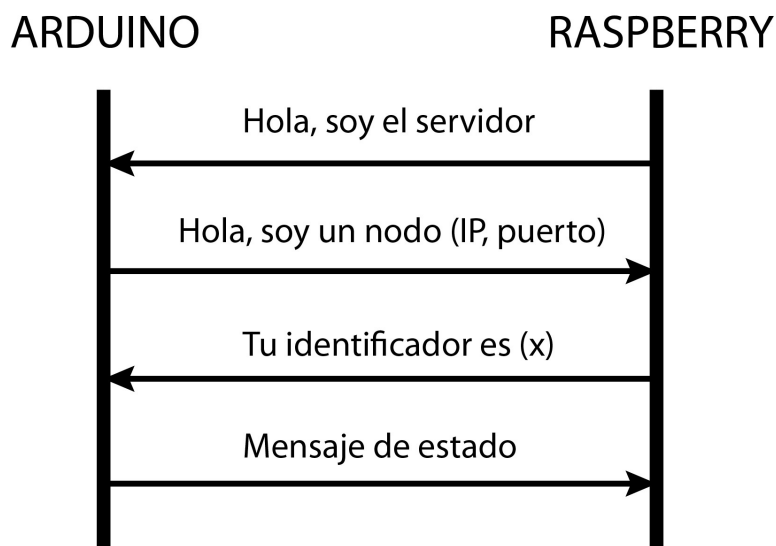 ARDUINO
RASPBERRY
Hola, soy el servidor
Hola, soy un nodo (IP, puerto)
Tu identificador es (x)
Mensaje de estado